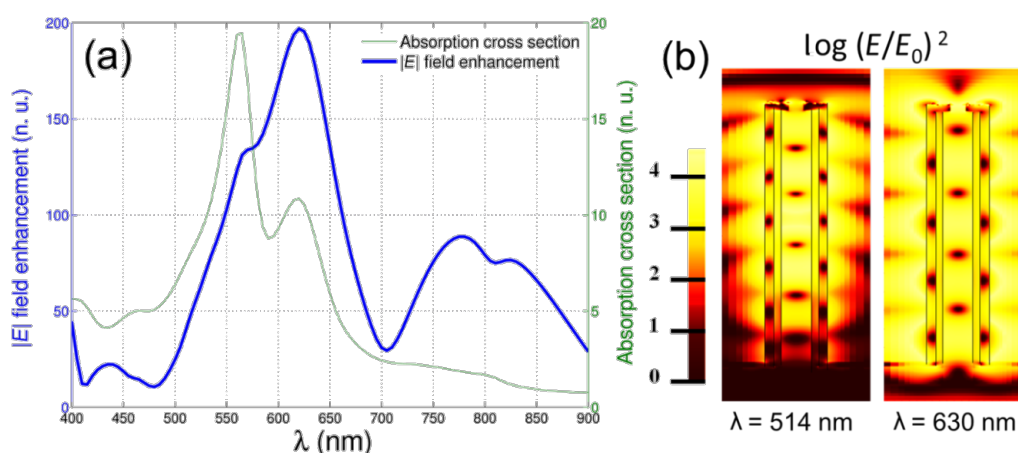 (a)
Absorption cross section
|E| field enhancement
|E| field enhancement (n. u.)
200
150
100
50
0
20
15
10
5
0
Absorption cross section (n. u.)
400 450 500 550 600 650 700 750 800 850 900
λ (nm)
(b)
log (E/E₀)²
4
3
2
1
0
λ = 514 nm
λ = 630 nm